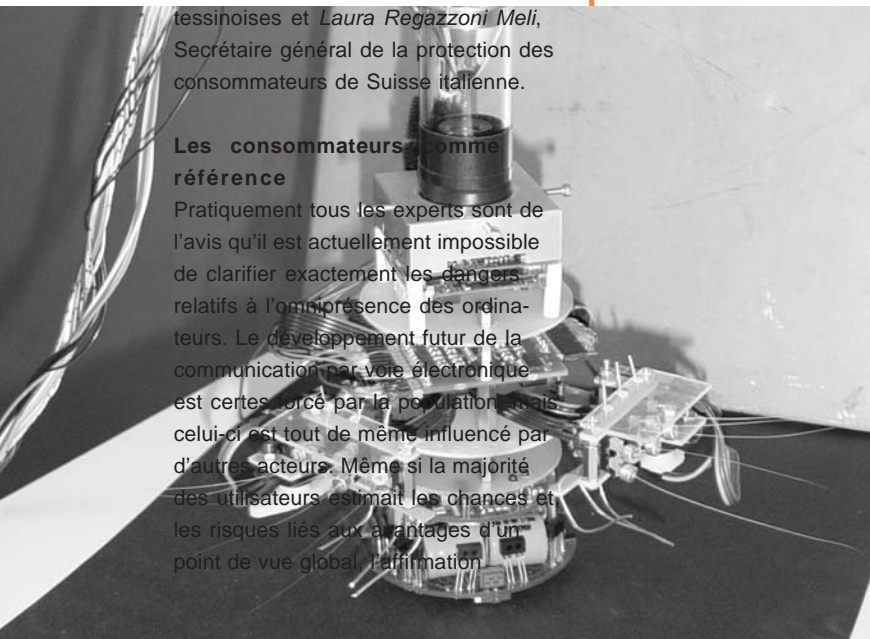 tessinoises et Laura Regazzoni Meli,
Secrétaire général de la protection des
consommateurs de Suisse italienne.
Les consommateurs comme
référence
Pratiquement tous les experts sont de
l'avis qu'il est actuellement impossible
de clarifier exactement les dangers
relatifs à l'omniprésence des ordina-
teurs. Le développement futur de la
communication par voie électronique
est certes forcé par la population, mais
celui-ci est tout de même influencé par
d'autres acteurs. Même si la majorité
des utilisateurs estimait les chances et
les risques liés aux avantages d'un
point de vue global, l'affirmation